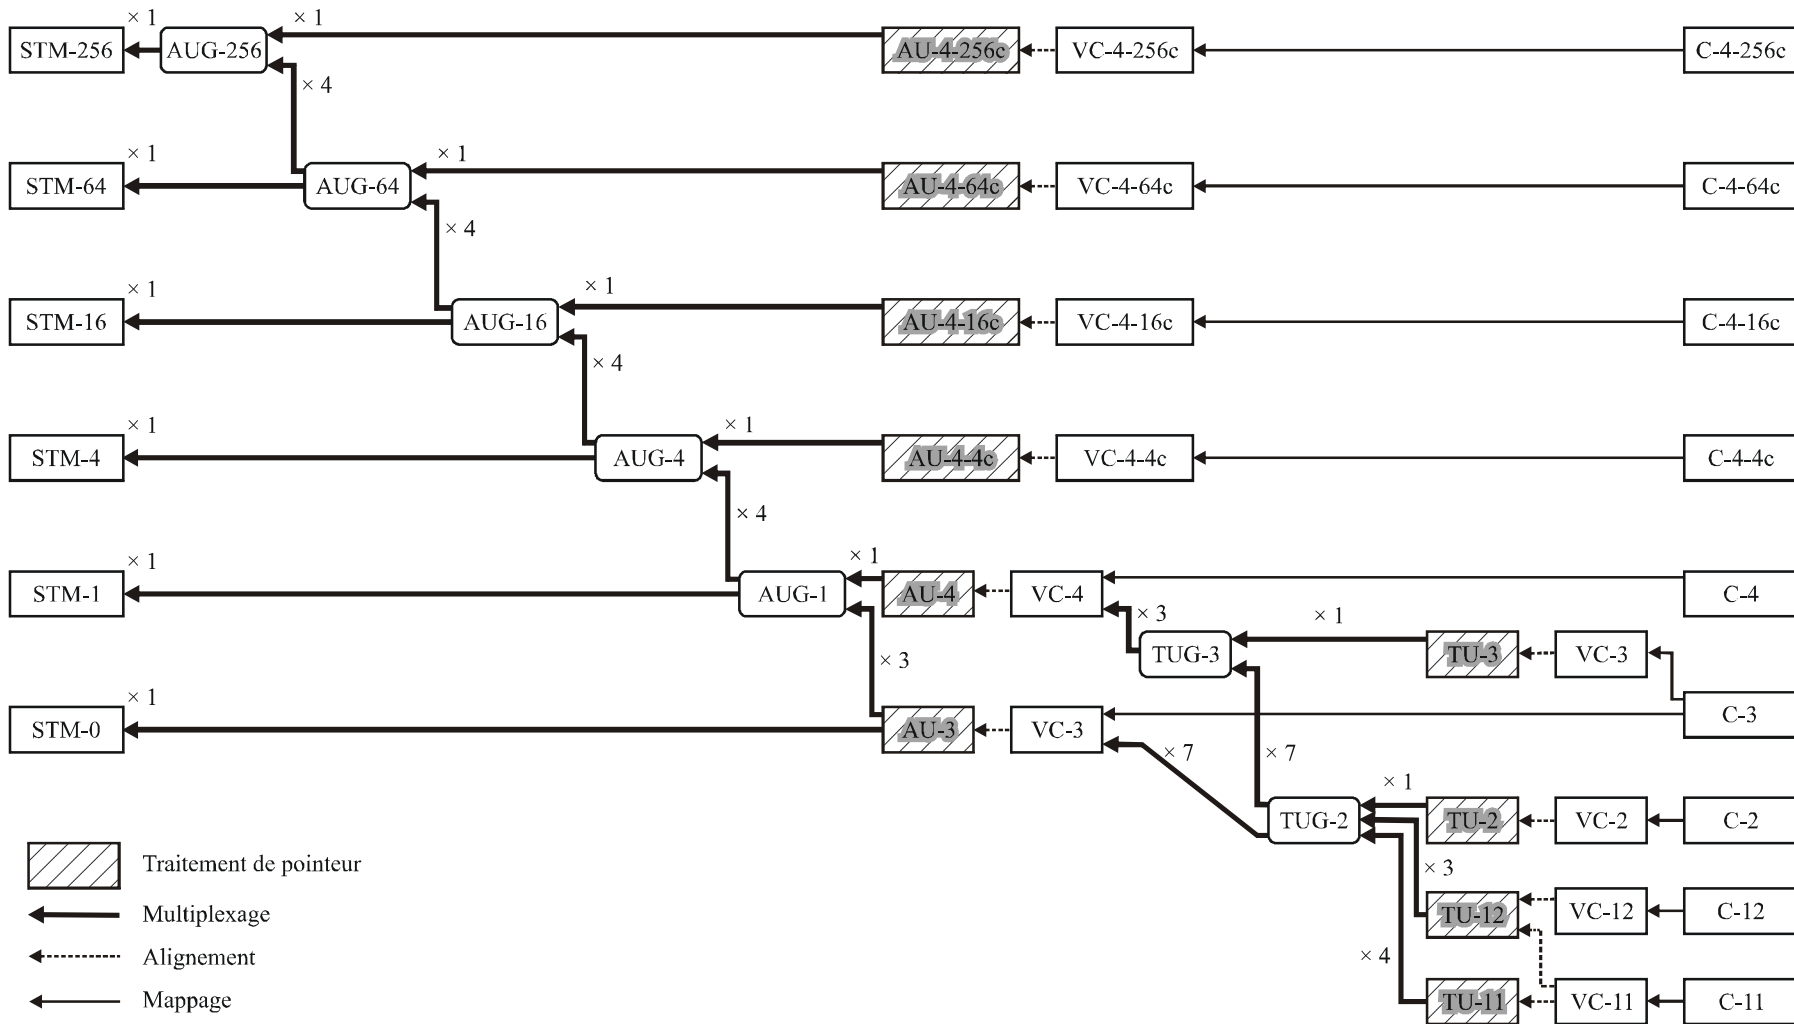 × 1
× 1
STM-256
AUG-256
AU-4-256c
VC-4-256c
C-4-256c
× 4
× 1
× 1
STM-64
AUG-64
AU-4-64c
VC-4-64c
C-4-64c
× 4
× 1
× 1
STM-16
AUG-16
AU-4-16c
VC-4-16c
C-4-16c
× 4
× 1
× 1
STM-4
AUG-4
AU-4-4c
VC-4-4c
C-4-4c
× 4
× 1
× 1
STM-1
AUG-1
AU-4
VC-4
C-4
× 3
× 1
TUG-3
TU-3
VC-3
× 3
× 1
STM-0
AU-3
VC-3
C-3
× 7
× 7
× 1
TUG-2
TU-2
VC-2
C-2
× 3
TU-12
VC-12
C-12
× 4
TU-11
VC-11
C-11
Traitement de pointeur
Multiplexage
Alignement
Mappage